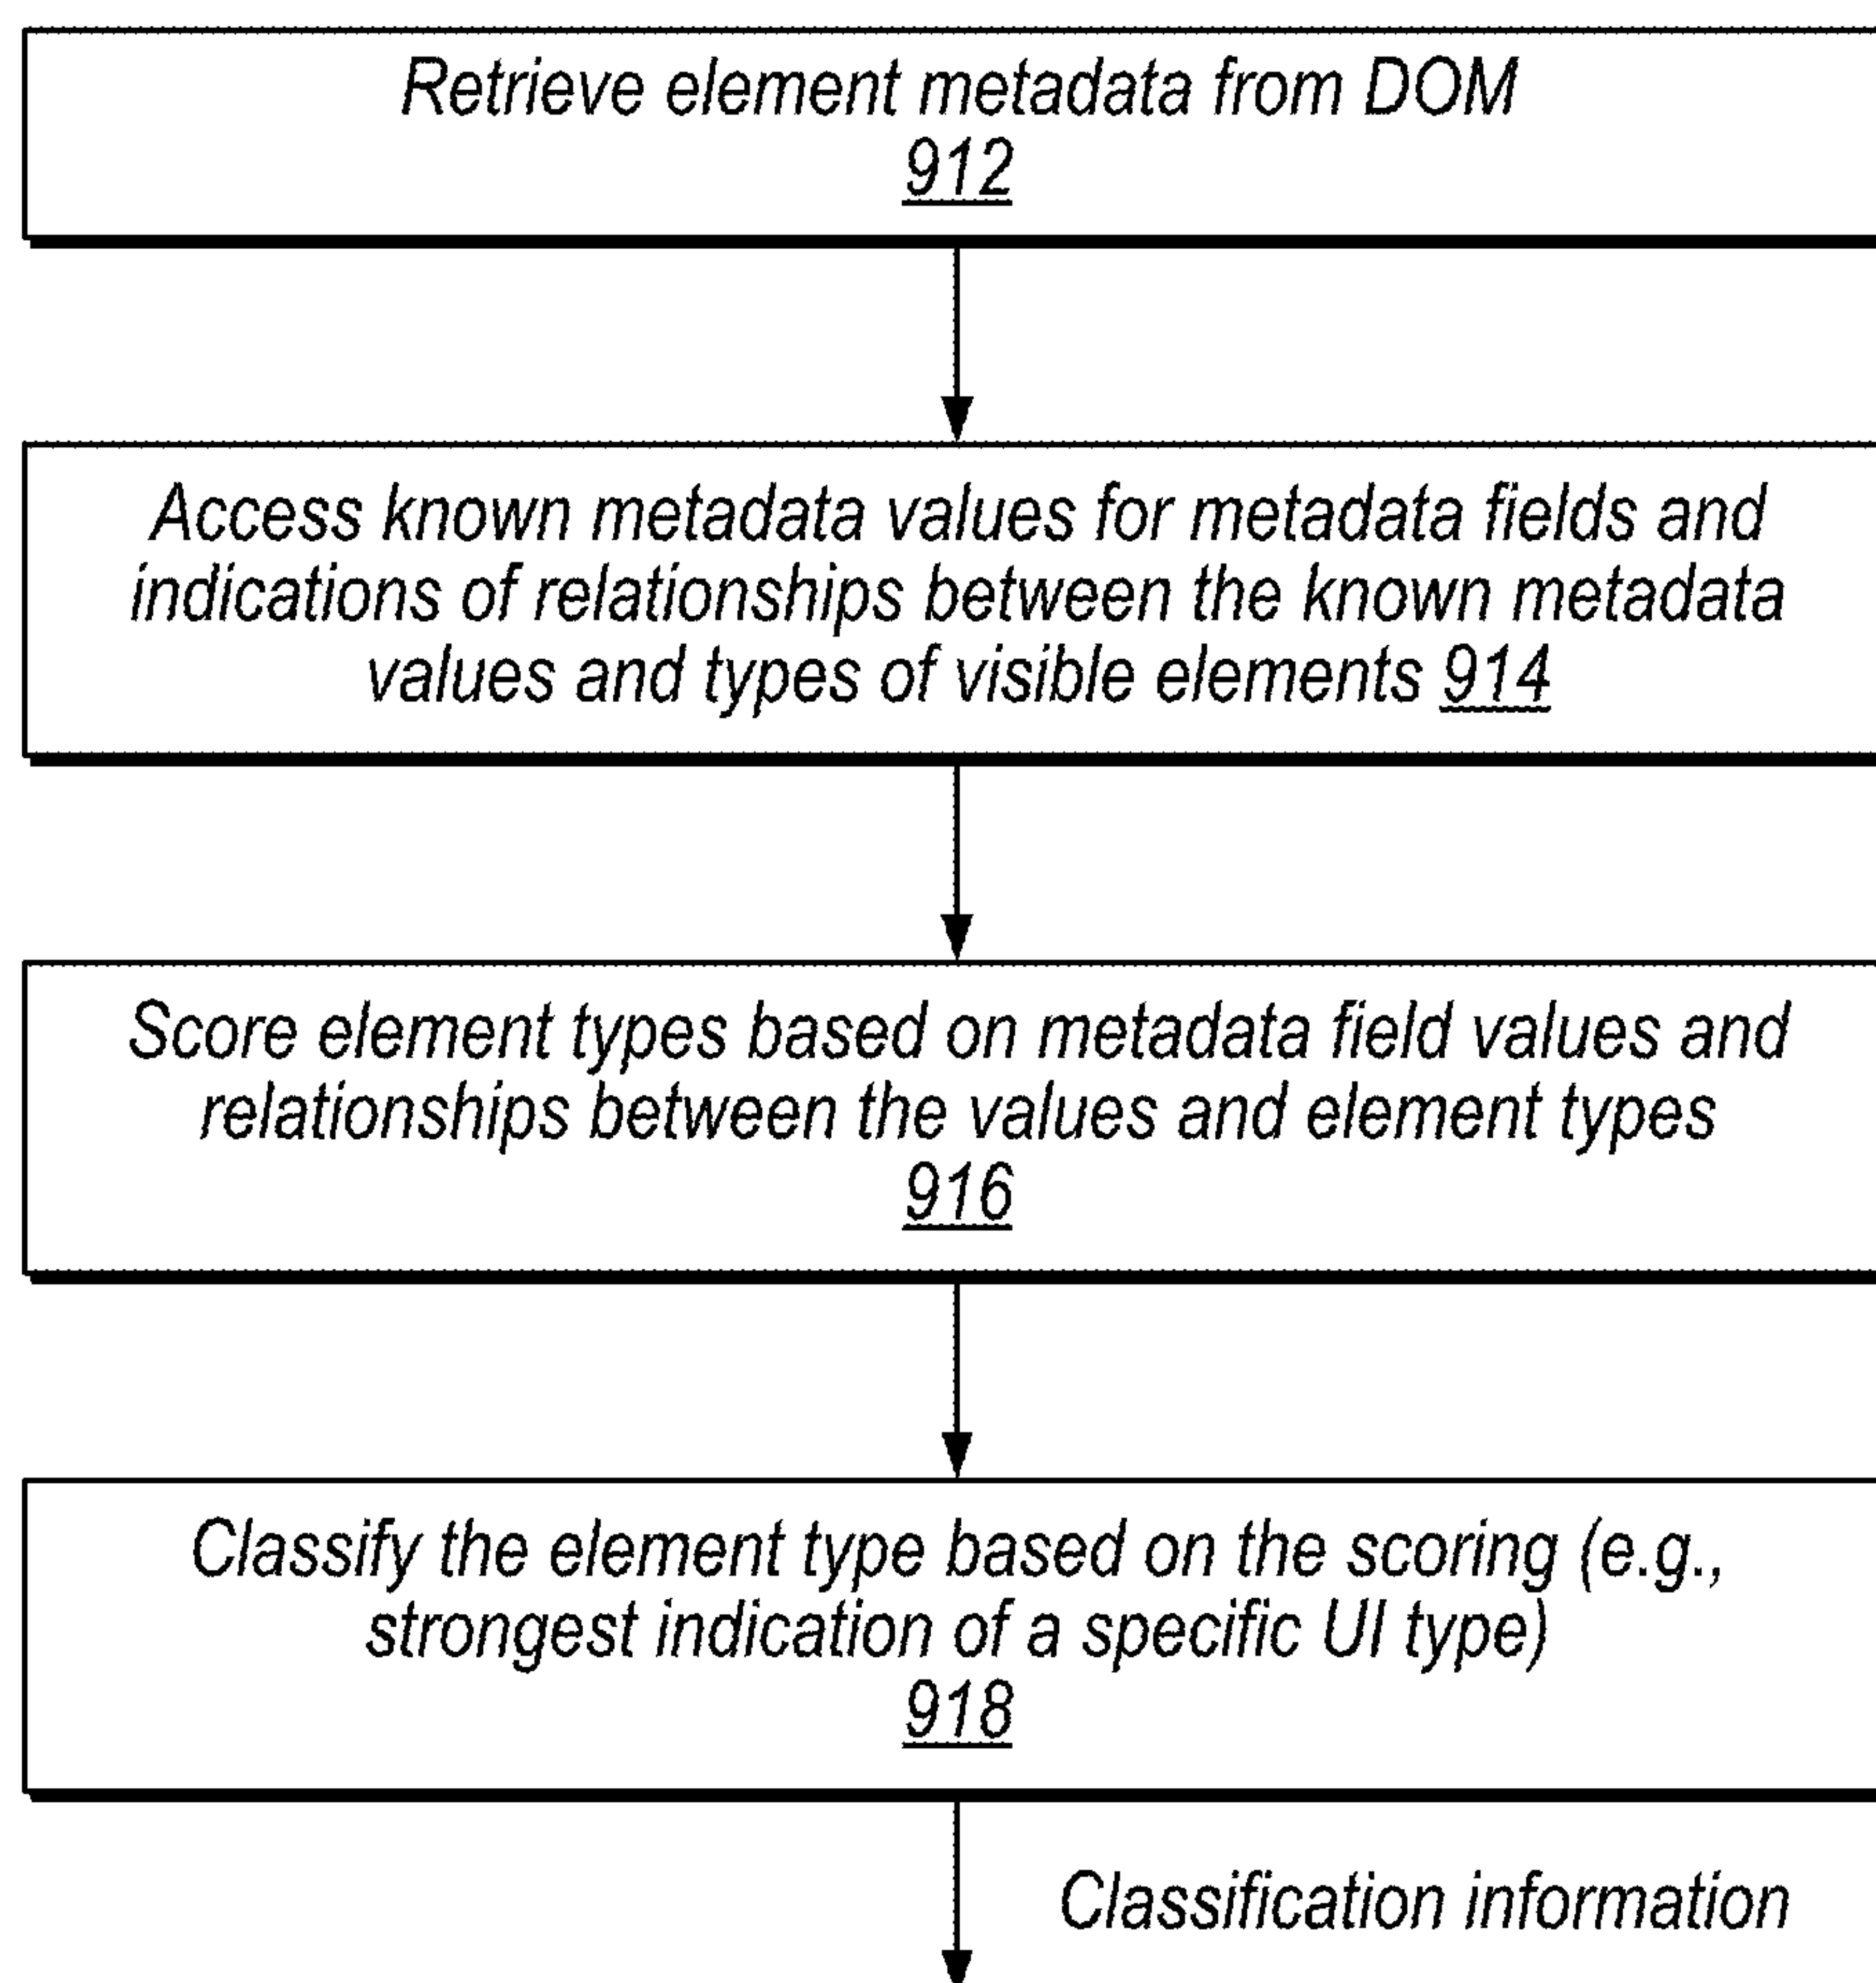 Retrieve element metadata from DOM
912
Access known metadata values for metadata fields and
indications of relationships between the known metadata
values and types of visible elements 914
Score element types based on metadata field values and
relationships between the values and element types
916
Classify the element type based on the scoring (e.g.,
strongest indication of a specific UI type)
918
Classification information